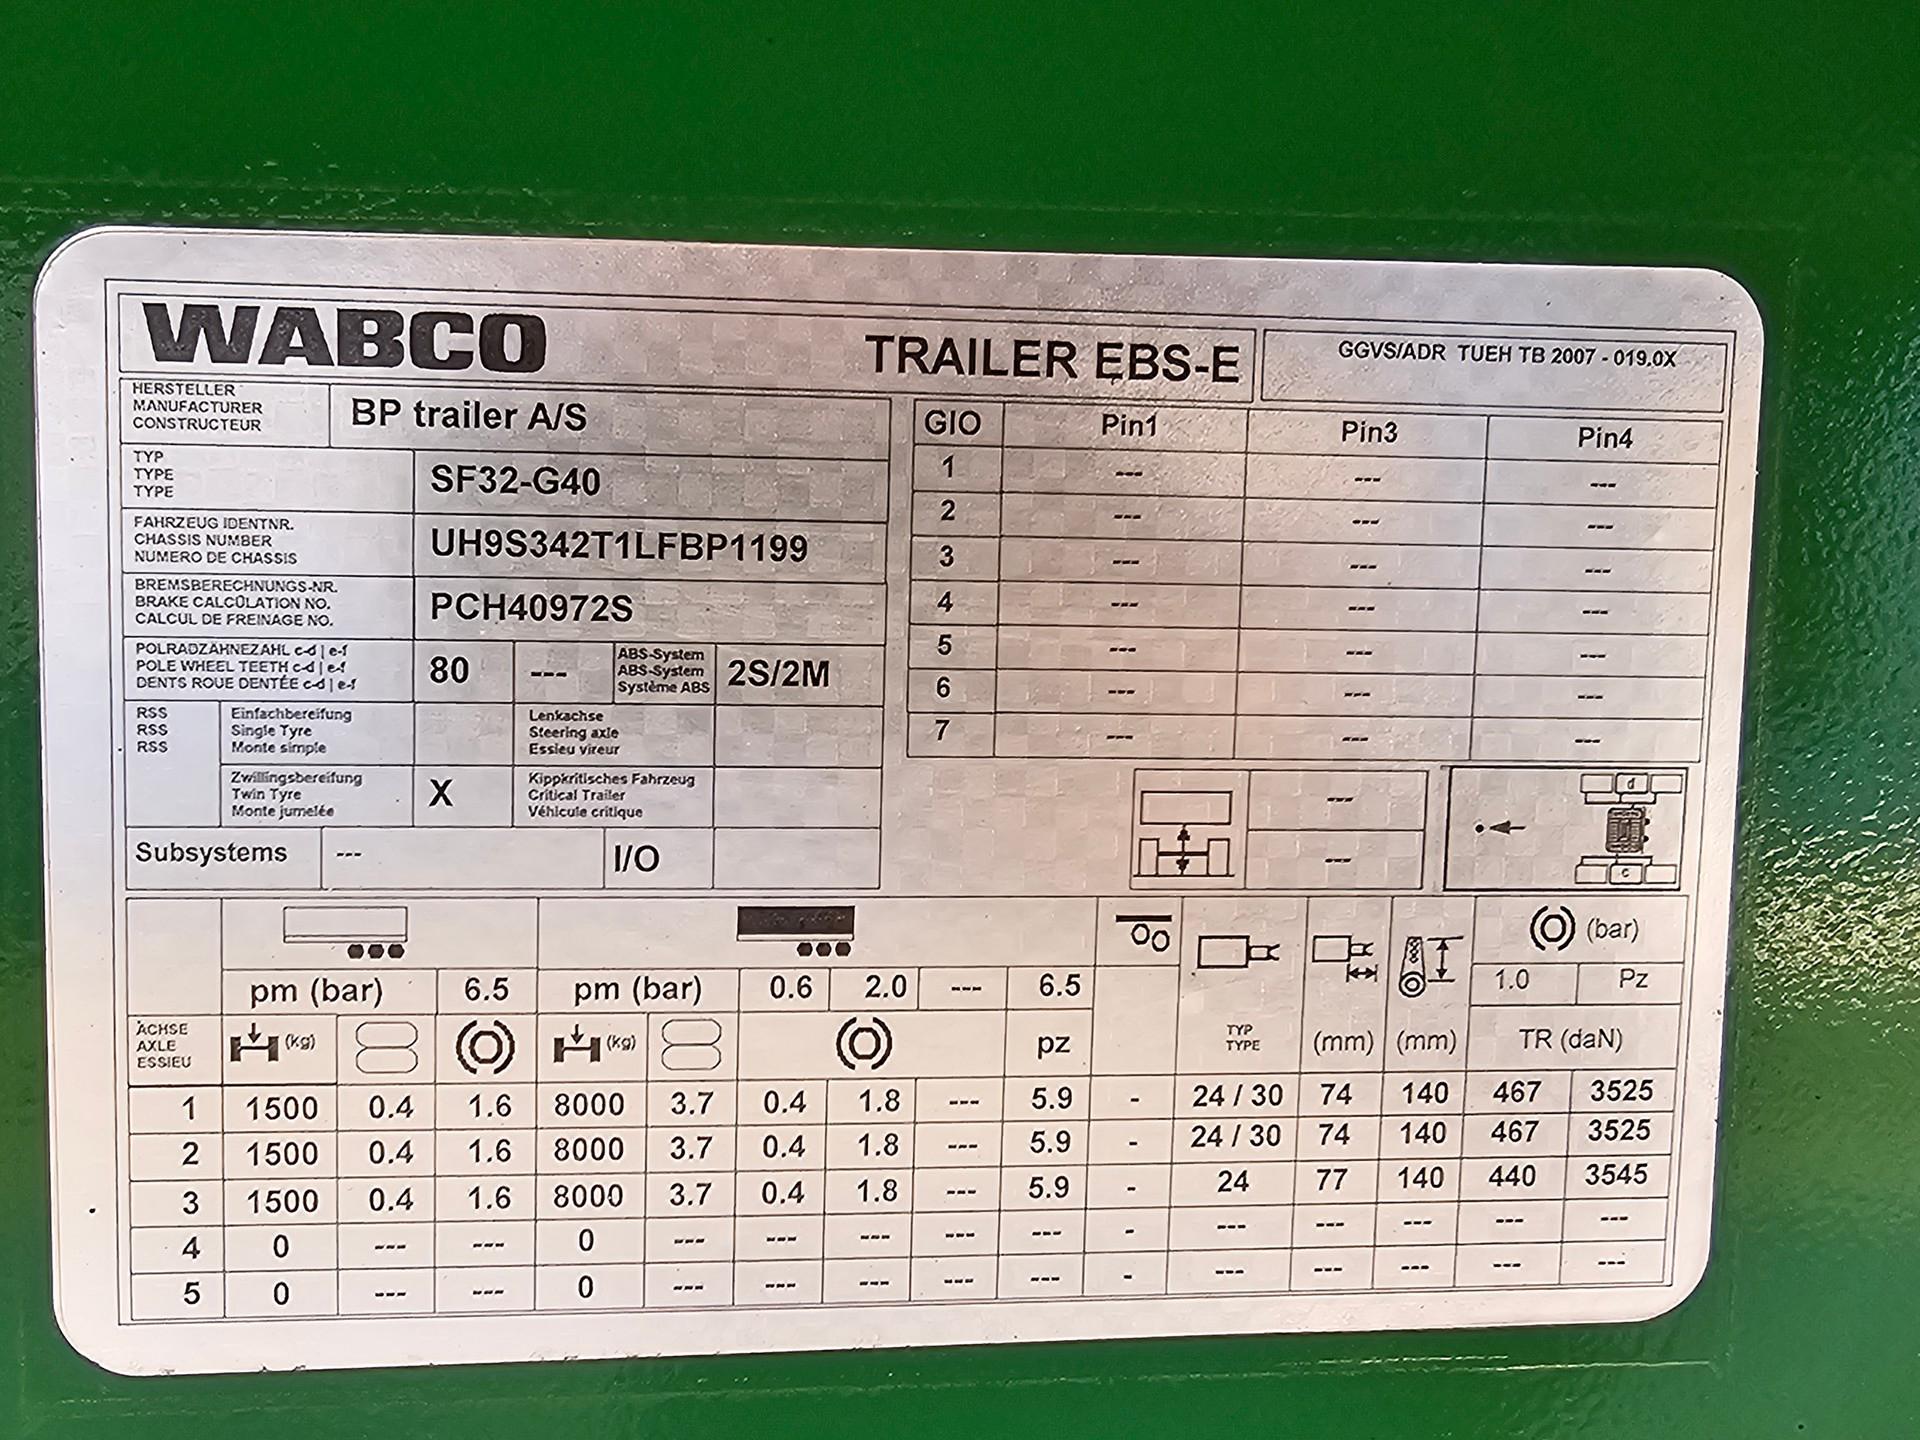 WABCO TRAILER EBS-E GGVS/ADR TUEH TB 2007 - 019.0X
HERSTELLER
MANUFACTURER
CONSTRUCTEUR
BP trailer A/S
TYP
TYPE
TYPE
SF32-G40
FAHRZEUG IDENTNR.
CHASSIS NUMBER
NUMERO DE CHASSIS
UH9S342T1LFBP1199
BREMSBERECHNUNGS-NR.
BRAKE CALCULATION NO.
CALCUL DE FREINAGE NO.
PCH40972S
POLRADZÄHNEZAHL c-d | e-f
POLE WHEEL TEETH c-d | e-f
DENTS ROUE DENTÉE c-d | e-f
80 ---
ABS-System
ABS-System
Système ABS
2S/2M
RSS
RSS
RSS
Einfachbereifung
Single Tyre
Monte simple
Lenkachse
Steering axle
Essieu vireur
Zwillingsbereifung
Twin Tyre
Monte jumelée
X
Kippkritisches Fahrzeug
Critical Trailer
Véhicule critique
Subsystems --- I/O
GIO Pin1 Pin3 Pin4
1 --- --- ---
2 --- --- ---
3 --- --- ---
4 --- --- ---
5 --- --- ---
6 --- --- ---
7 --- --- ---
---
---
d
c
(bar)
pm (bar) 6.5 pm (bar) 0.6 2.0 --- 6.5 1.0 Pz
ACHSE
AXLE
ESSIEU
(kg) (kg) pz
TYP
TYPE
(mm) (mm) TR (daN)
1 1500 0.4 1.6 8000 3.7 0.4 1.8 --- 5.9 - 24 / 30 74 140 467 3525
2 1500 0.4 1.6 8000 3.7 0.4 1.8 --- 5.9 - 24 / 30 74 140 467 3525
3 1500 0.4 1.6 8000 3.7 0.4 1.8 --- 5.9 - 24 77 140 440 3545
4 0 --- --- 0 --- --- --- --- --- - --- --- --- --- ---
5 0 --- --- 0 --- --- --- --- --- - --- --- --- --- ---